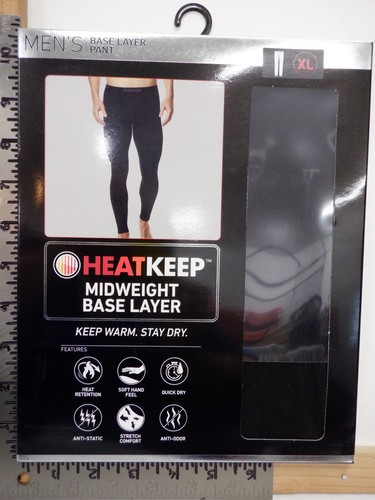 MEN'S BASE LAYER
PANT
XL
HEATKEEP™
MIDWEIGHT
BASE LAYER
KEEP WARM. STAY DRY.
FEATURES
HEAT
RETENTION
SOFT HAND
FEEL
QUICK DRY
ANTI-STATIC
STRETCH
COMFORT
ANTI-ODOR